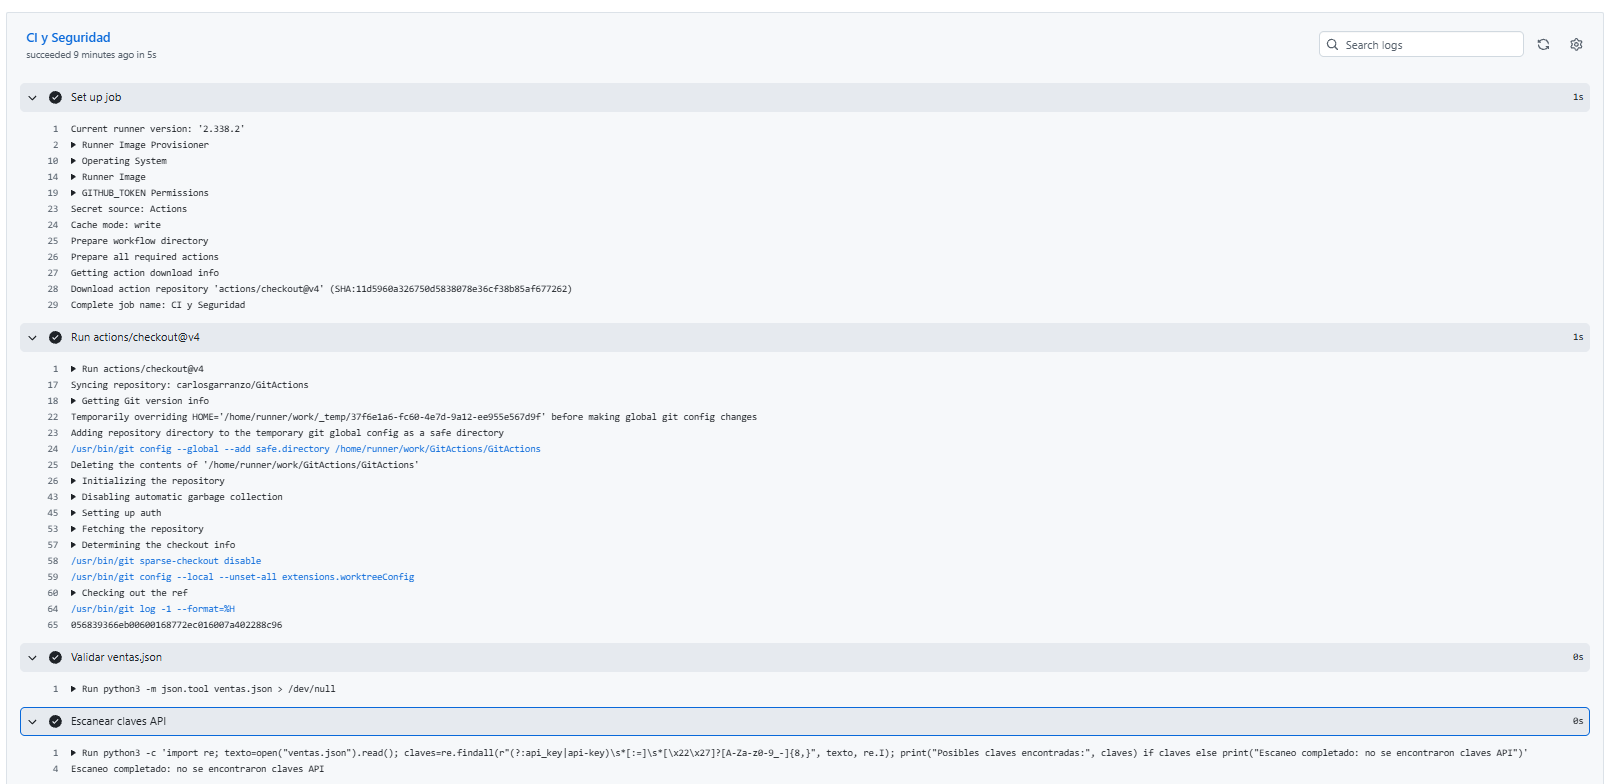 CI y Seguridad
succeeded 9 minutes ago in 5s
Search logs
Set up job 1s
1 Current runner version: '2.338.2'
2 ▶ Runner Image Provisioner
10 ▶ Operating System
14 ▶ Runner Image
19 ▶ GITHUB_TOKEN Permissions
23 Secret source: Actions
24 Cache mode: write
25 Prepare workflow directory
26 Prepare all required actions
27 Getting action download info
28 Download action repository 'actions/checkout@v4' (SHA:11d5960a326750d5838078e36cf38b85af677262)
29 Complete job name: CI y Seguridad
Run actions/checkout@v4 1s
1 ▶ Run actions/checkout@v4
17 Syncing repository: carlosgarranzo/GitActions
18 ▶ Getting Git version info
22 Temporarily overriding HOME='/home/runner/work/_temp/37f6e1a6-fc60-4e7d-9a12-ee955e567d9f' before making global git config changes
23 Adding repository directory to the temporary git global config as a safe directory
24 /usr/bin/git config --global --add safe.directory /home/runner/work/GitActions/GitActions
25 Deleting the contents of '/home/runner/work/GitActions/GitActions'
26 ▶ Initializing the repository
43 ▶ Disabling automatic garbage collection
45 ▶ Setting up auth
53 ▶ Fetching the repository
57 ▶ Determining the checkout info
58 /usr/bin/git sparse-checkout disable
59 /usr/bin/git config --local --unset-all extensions.worktreeConfig
60 ▶ Checking out the ref
64 /usr/bin/git log -1 --format=%H
65 056839366eb00600168772ec016007a402288c96
Validar ventas.json 0s
1 ▶ Run python3 -m json.tool ventas.json > /dev/null
Escanear claves API 0s
1 ▶ Run python3 -c 'import re; texto=open("ventas.json").read(); claves=re.findall(r"(?:api_key|api-key)\s*[:=]\s*[\x22\x27]?[A-Za-z0-9_-]{8,}", texto, re.I); print("Posibles claves encontradas:", claves) if claves else print("Escaneo completado: no se encontraron claves API")'
4 Escaneo completado: no se encontraron claves API